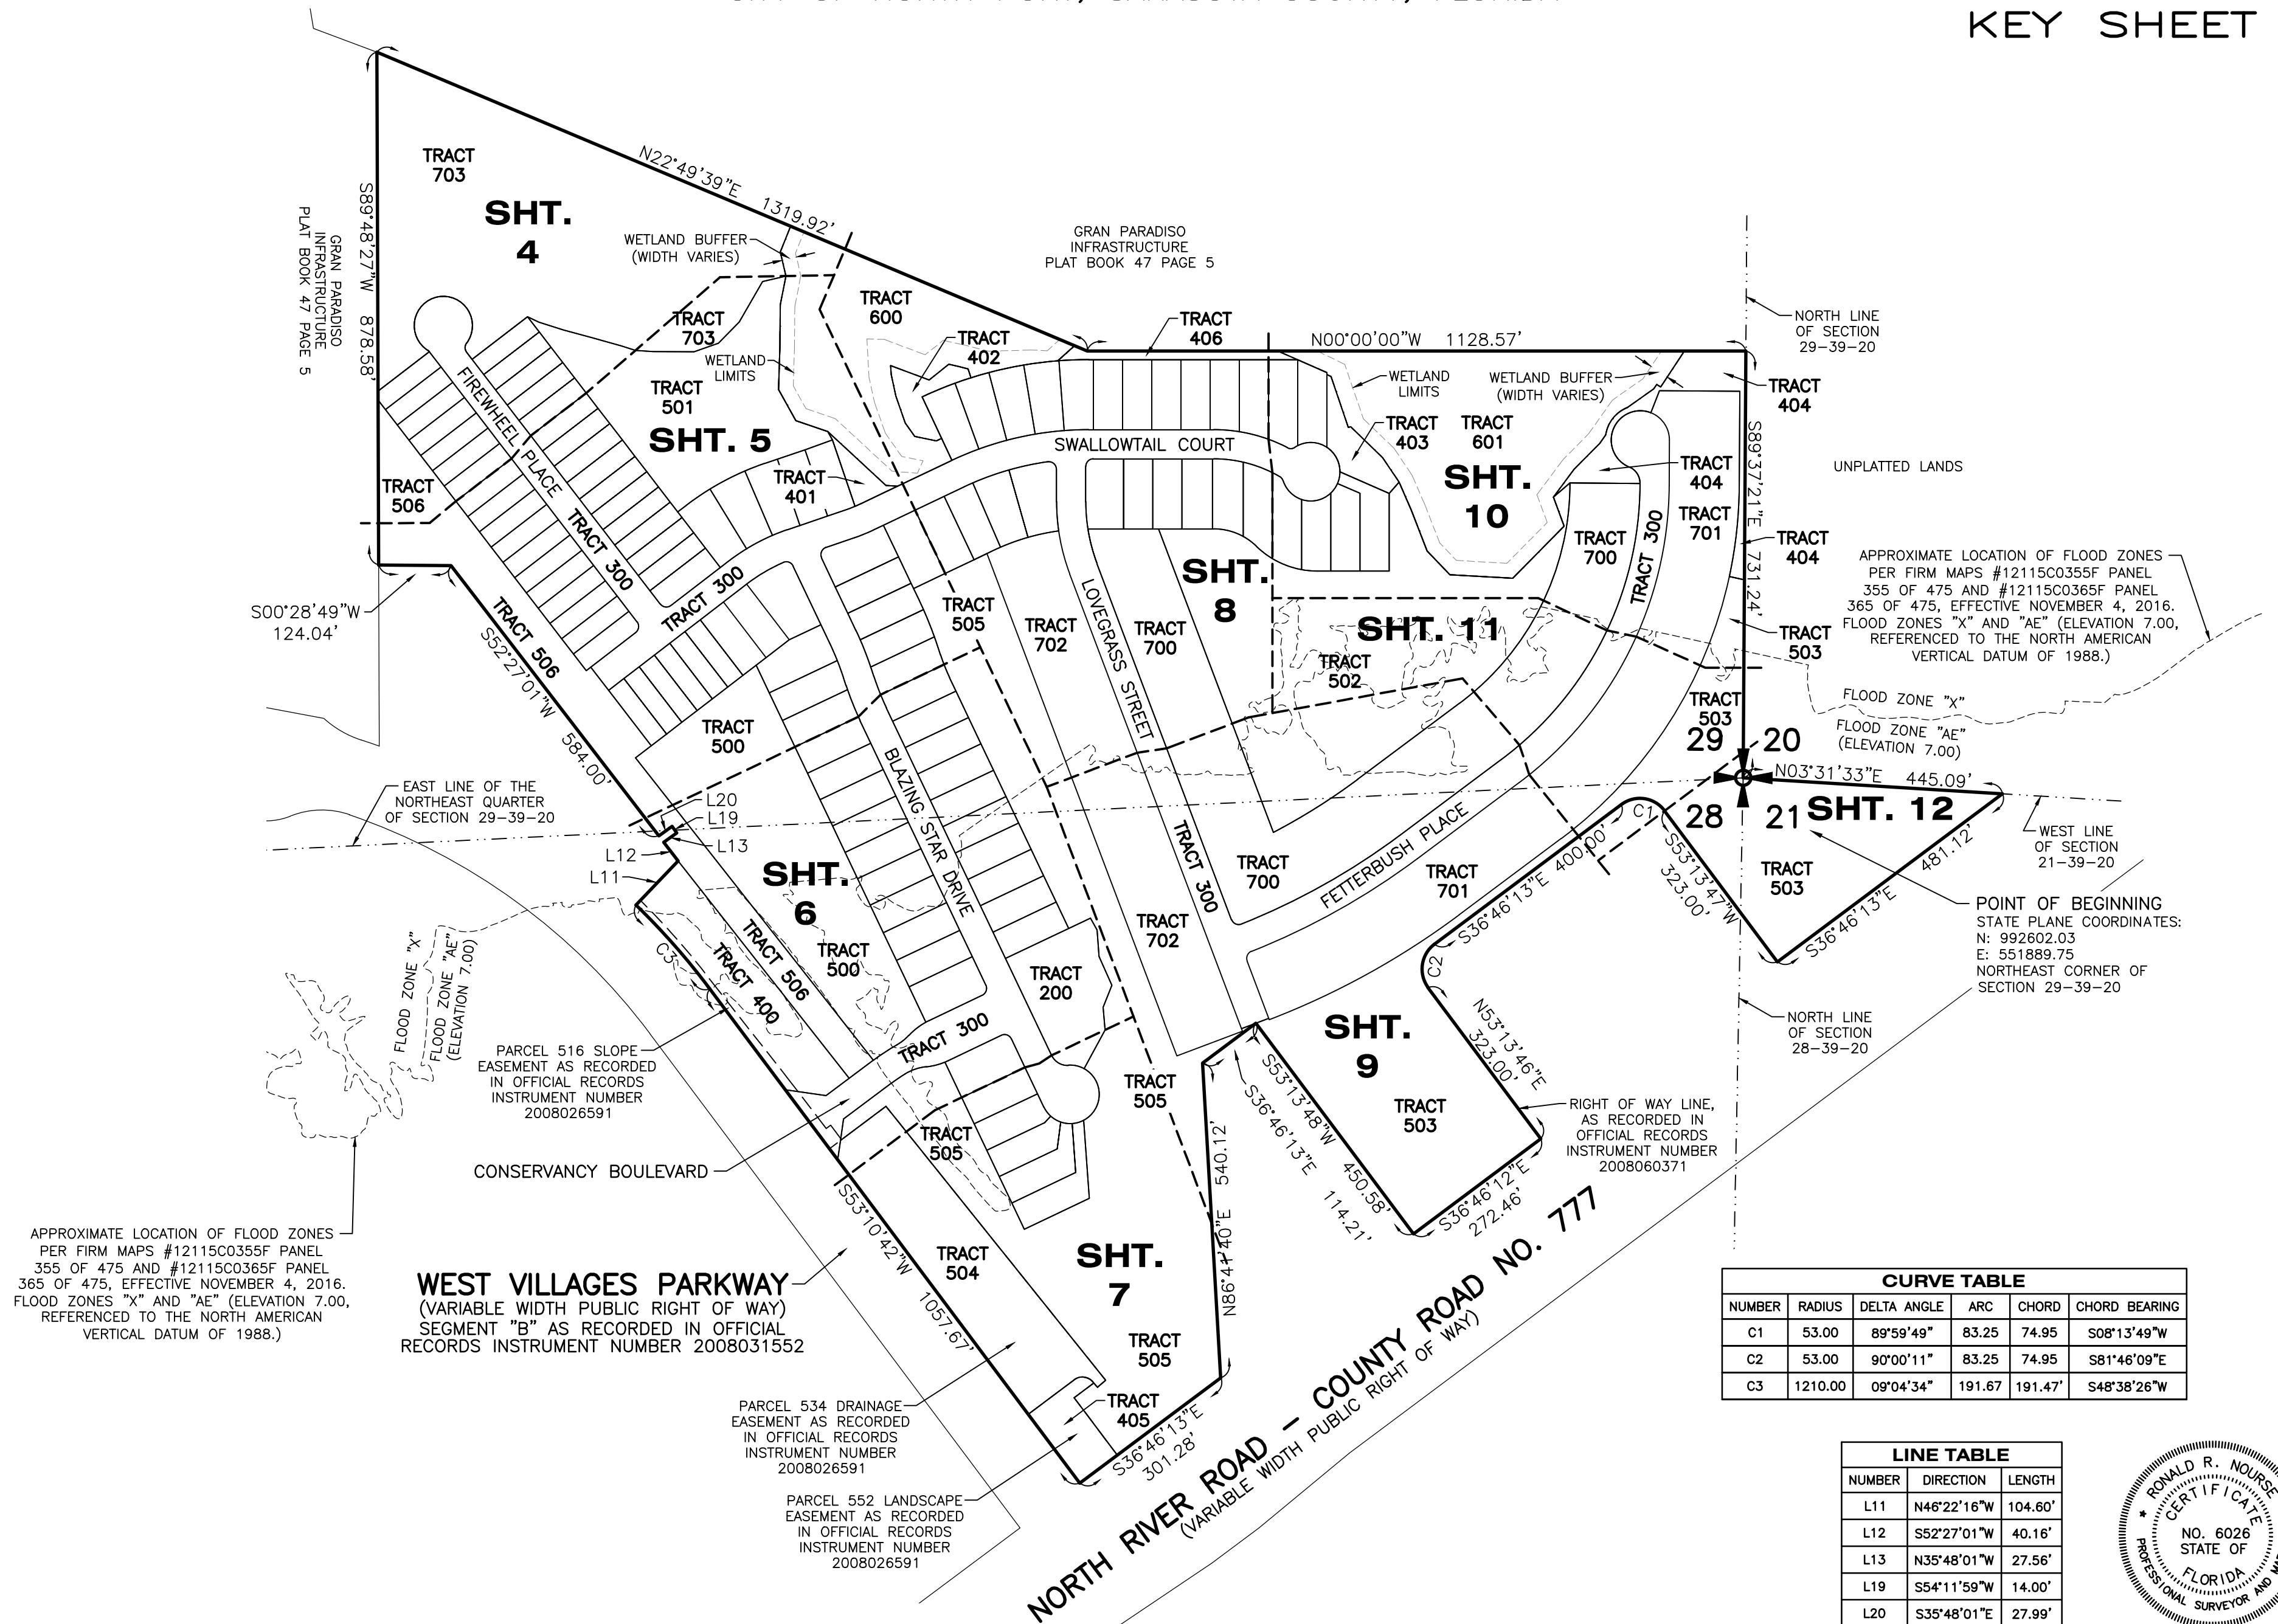 KEY SHEET
TRACT
703
SHT.
4
N22°49'39"E 1319.92'
S89°48'27"W 878.58'
GRAN PARADISO
INFRASTRUCTURE
PLAT BOOK 47 PAGE 5
WETLAND BUFFER
(WIDTH VARIES)
GRAN PARADISO
INFRASTRUCTURE
PLAT BOOK 47 PAGE 5
TRACT
600
TRACT
703
WETLAND
LIMITS
TRACT
402
TRACT
406
N00°00'00"W 1128.57'
NORTH LINE
OF SECTION
29-39-20
TRACT
501
SHT. 5
FIREWHEEL PLACE
TRACT 300
TRACT
401
TRACT
506
SWALLOWTAIL COURT
WETLAND
LIMITS
WETLAND BUFFER
(WIDTH VARIES)
TRACT
403
TRACT
601
SHT.
10
TRACT
404
TRACT
404
S89°37'21"E 731.24'
UNPLATTED LANDS
TRACT
701
TRACT
700
TRACT 300
TRACT
404
APPROXIMATE LOCATION OF FLOOD ZONES
PER FIRM MAPS #12115C0355F PANEL
355 OF 475 AND #12115C0365F PANEL
365 OF 475, EFFECTIVE NOVEMBER 4, 2016.
FLOOD ZONES "X" AND "AE" (ELEVATION 7.00,
REFERENCED TO THE NORTH AMERICAN
VERTICAL DATUM OF 1988.)
S00°28'49"W
124.04'
TRACT 506
S52°27'01"W 584.00'
TRACT 300
TRACT
505
TRACT
702
LOVEGRASS STREET
TRACT
700
SHT.
8
SHT. 11
TRACT
502
TRACT
503
TRACT
503
FLOOD ZONE "X"
FLOOD ZONE "AE"
(ELEVATION 7.00)
29
20
28
21
N03°31'33"E 445.09'
SHT. 12
TRACT
500
EAST LINE OF THE
NORTHEAST QUARTER
OF SECTION 29-39-20
L20
L19
L13
L12
L11
BLAZING STAR DRIVE
TRACT 300
TRACT
700
FETTERBUSH PLACE
TRACT
701
S36°46'13"E 400.00'
C1
S53°13'47"W
323.00'
TRACT
503
S36°46'13"E 481.12'
WEST LINE
OF SECTION
21-39-20
POINT OF BEGINNING
STATE PLANE COORDINATES:
N: 992602.03
E: 551889.75
NORTHEAST CORNER OF
SECTION 29-39-20
SHT.
6
TRACT
702
C2
TRACT 506
TRACT
500
C3
TRACT 400
TRACT
200
FLOOD ZONE "X"
FLOOD ZONE "AE"
(ELEVATION 7.00)
NORTH LINE
OF SECTION
28-39-20
PARCEL 516 SLOPE
EASEMENT AS RECORDED
IN OFFICIAL RECORDS
INSTRUMENT NUMBER
2008026591
TRACT 300
SHT.
9
N53°13'46"E
323.00'
TRACT
505
S53°13'48"W 450.58'
S36°46'13"E 114.21'
TRACT
503
RIGHT OF WAY LINE,
AS RECORDED IN
OFFICIAL RECORDS
INSTRUMENT NUMBER
2008060371
CONSERVANCY BOULEVARD
TRACT
505
N86°41'40"E 540.12'
S36°46'12"E
272.46'
S53°10'42"W 1057.67'
APPROXIMATE LOCATION OF FLOOD ZONES
PER FIRM MAPS #12115C0355F PANEL
355 OF 475 AND #12115C0365F PANEL
365 OF 475, EFFECTIVE NOVEMBER 4, 2016.
FLOOD ZONES "X" AND "AE" (ELEVATION 7.00,
REFERENCED TO THE NORTH AMERICAN
VERTICAL DATUM OF 1988.)
WEST VILLAGES PARKWAY
(VARIABLE WIDTH PUBLIC RIGHT OF WAY)
SEGMENT "B" AS RECORDED IN OFFICIAL
RECORDS INSTRUMENT NUMBER 2008031552
TRACT
504
SHT.
7
TRACT
505
TRACT
405
S36°46'13"E
301.28'
PARCEL 534 DRAINAGE
EASEMENT AS RECORDED
IN OFFICIAL RECORDS
INSTRUMENT NUMBER
2008026591
PARCEL 552 LANDSCAPE
EASEMENT AS RECORDED
IN OFFICIAL RECORDS
INSTRUMENT NUMBER
2008026591
NORTH RIVER ROAD - COUNTY ROAD NO. 777
(VARIABLE WIDTH PUBLIC RIGHT OF WAY)
CURVE TABLE
NUMBER RADIUS DELTA ANGLE ARC CHORD CHORD BEARING
C1 53.00 89°59'49" 83.25 74.95 S08°13'49"W
C2 53.00 90°00'11" 83.25 74.95 S81°46'09"E
C3 1210.00 09°04'34" 191.67 191.47' S48°38'26"W
LINE TABLE
NUMBER DIRECTION LENGTH
L11 N46°22'16"W 104.60'
L12 S52°27'01"W 40.16'
L13 N35°48'01"W 27.56'
L19 S54°11'59"W 14.00'
L20 S35°48'01"E 27.99'
RONALD R. NOURSE
CERTIFICATE
NO. 6026
STATE OF
FLORIDA
PROFESSIONAL SURVEYOR AND